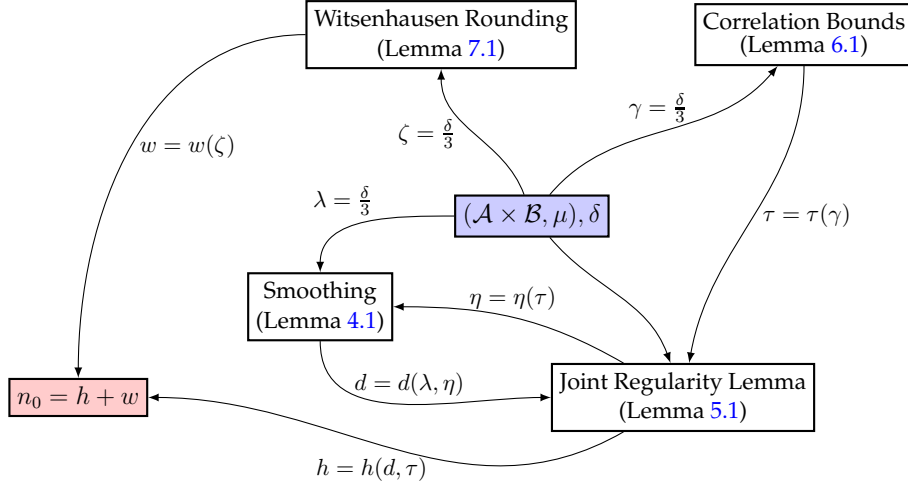 Witsenhausen Rounding
(Lemma 7.1)
Correlation Bounds
(Lemma 6.1)
γ = δ/3
w = w(ζ)
ζ = δ/3
λ = δ/3
(𝒜 × ℬ, μ), δ
τ = τ(γ)
Smoothing
(Lemma 4.1)
η = η(τ)
d = d(λ, η)
Joint Regularity Lemma
(Lemma 5.1)
n₀ = h + w
h = h(d, τ)